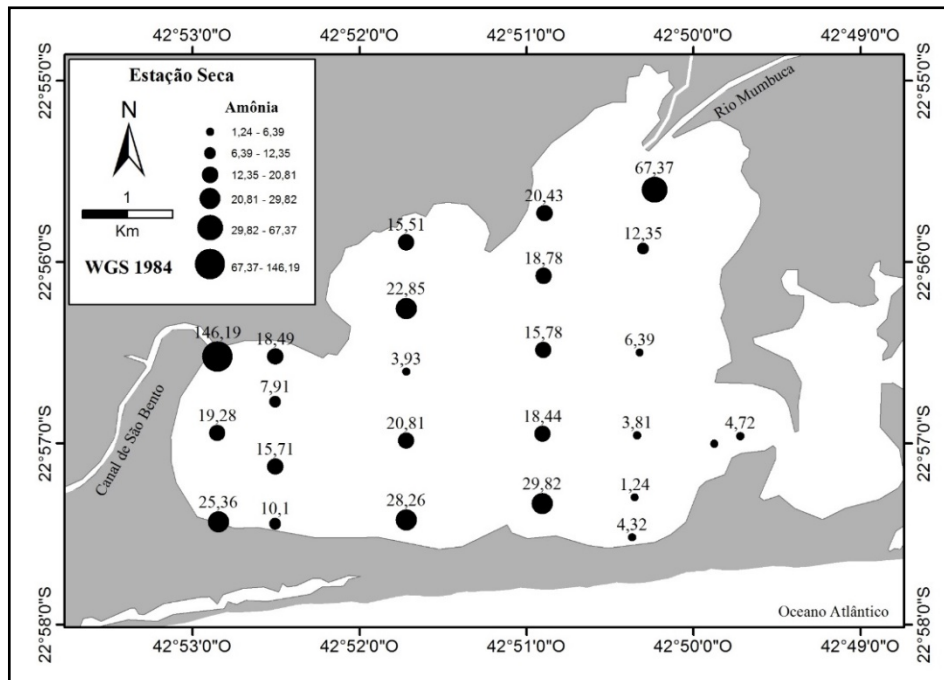 42°53'0"O 42°52'0"O 42°51'0"O 42°50'0"O 42°49'0"O
22°55'0"S 22°55'0"S
Estação Seca
N
1
Km
WGS 1984
Amônia
1,24 - 6,39
6,39 - 12,35
12,35 - 20,81
20,81 - 29,82
29,82 - 67,37
67,37- 146,19
Rio Mumbuca
67,37
20,43
15,51
12,35
22°56'0"S 22°56'0"S
18,78
22,85
146,19
18,49
15,78
6,39
3,93
7,91
19,28
20,81
18,44
3,81
4,72
22°57'0"S 22°57'0"S
Canal de São Bento
15,71
25,36
10,1
28,26
29,82
1,24
4,32
Oceano Atlântico
22°58'0"S 22°58'0"S
42°53'0"O 42°52'0"O 42°51'0"O 42°50'0"O 42°49'0"O